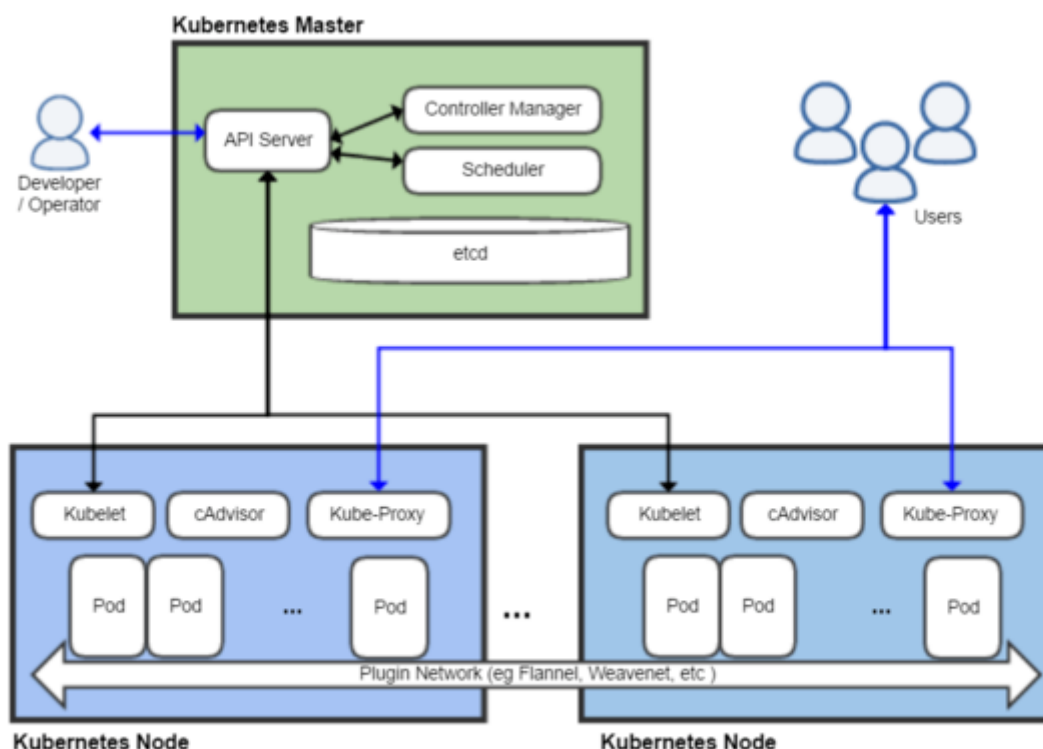 Kubernetes Master
API Server
Controller Manager
Scheduler
etcd
Developer
/ Operator
Users
Kubelet
cAdvisor
Kube-Proxy
Pod
Pod
...
Pod
...
Kubelet
cAdvisor
Kube-Proxy
Pod
Pod
...
Pod
Plugin Network (eg Flannel, Weavenet, etc )
Kubernetes Node
Kubernetes Node